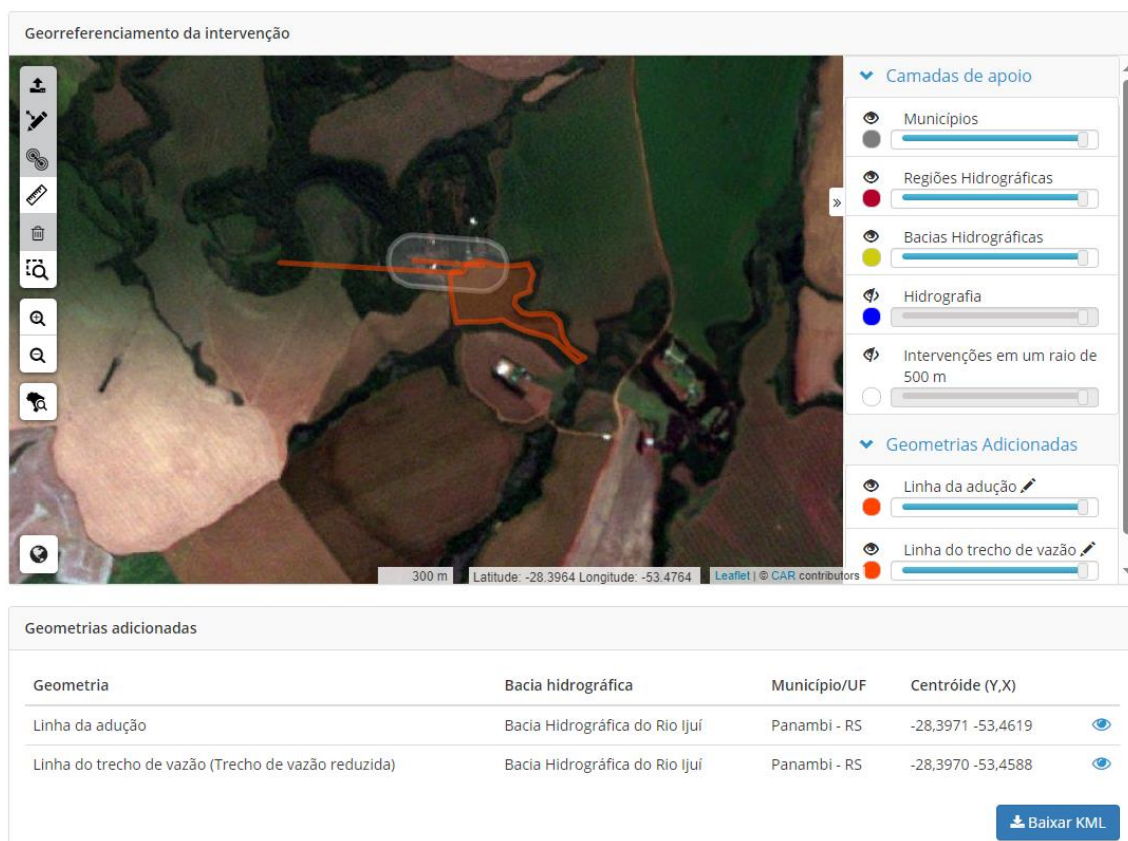 Georreferenciamento da intervenção
Camadas de apoio
Municípios
Regiões Hidrográficas
Bacias Hidrográficas
Hidrografia
Intervenções em um raio de
500 m
Geometrias Adicionadas
Linha da adução
Linha do trecho de vazão
300 m
Latitude: -28.3964 Longitude: -53.4764
Leaflet | © CAR contributors
Geometrias adicionadas
Geometria Bacia hidrográfica Município/UF Centróide (Y,X)
Linha da adução Bacia Hidrográfica do Rio Ijuí Panambi - RS -28,3971 -53,4619
Linha do trecho de vazão (Trecho de vazão reduzida) Bacia Hidrográfica do Rio Ijuí Panambi - RS -28,3970 -53,4588
Baixar KML